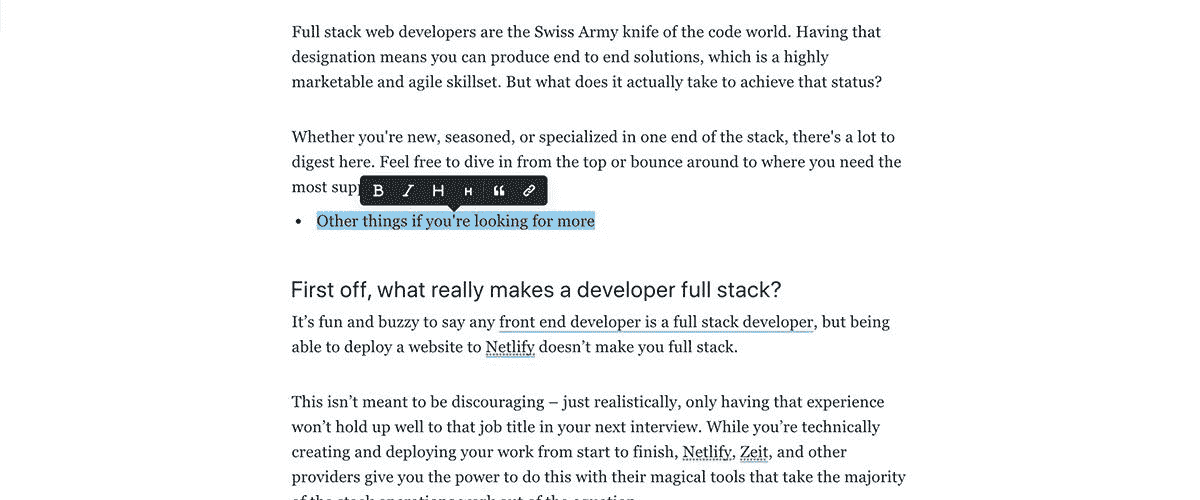 Full stack web developers are the Swiss Army knife of the code world. Having that
designation means you can produce end to end solutions, which is a highly
marketable and agile skillset. But what does it actually take to achieve that status?
Whether you're new, seasoned, or specialized in one end of the stack, there's a lot to
digest here. Feel free to dive in from the top or bounce around to where you need the
most
B I H H “ 
• Other things if you're looking for more
First off, what really makes a developer full stack?
It’s fun and buzzy to say any front end developer is a full stack developer, but being
able to deploy a website to Netlify doesn’t make you full stack.
This isn’t meant to be discouraging – just realistically, only having that experience
won’t hold up well to that job title in your next interview. While you’re technically
creating and deploying your work from start to finish, Netlify, Zeit, and other
providers give you the power to do this with their magical tools that take the majority